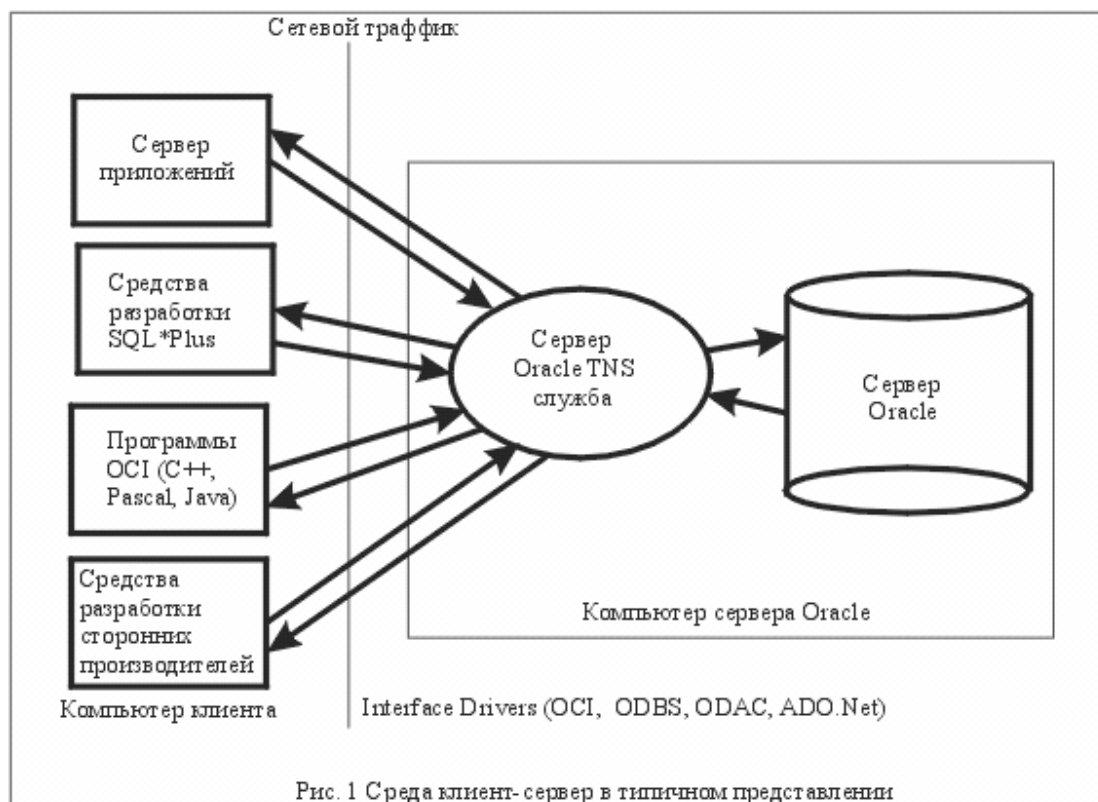 Сетевой траффик
Сервер
приложений
Средства
разработки
SQL*Plus
Программы
OCI (C++,
Pascal, Java)
Средства
разработки
сторонних
производителей
Компьютер клиента
Сервер
Oracle TNS
служба
Сервер
Oracle
Компьютер сервера Oracle
Interface Drivers (OCI, ODBS, ODAC, ADO.Net)
Рис. 1 Среда клиент- сервер в типичном представлении